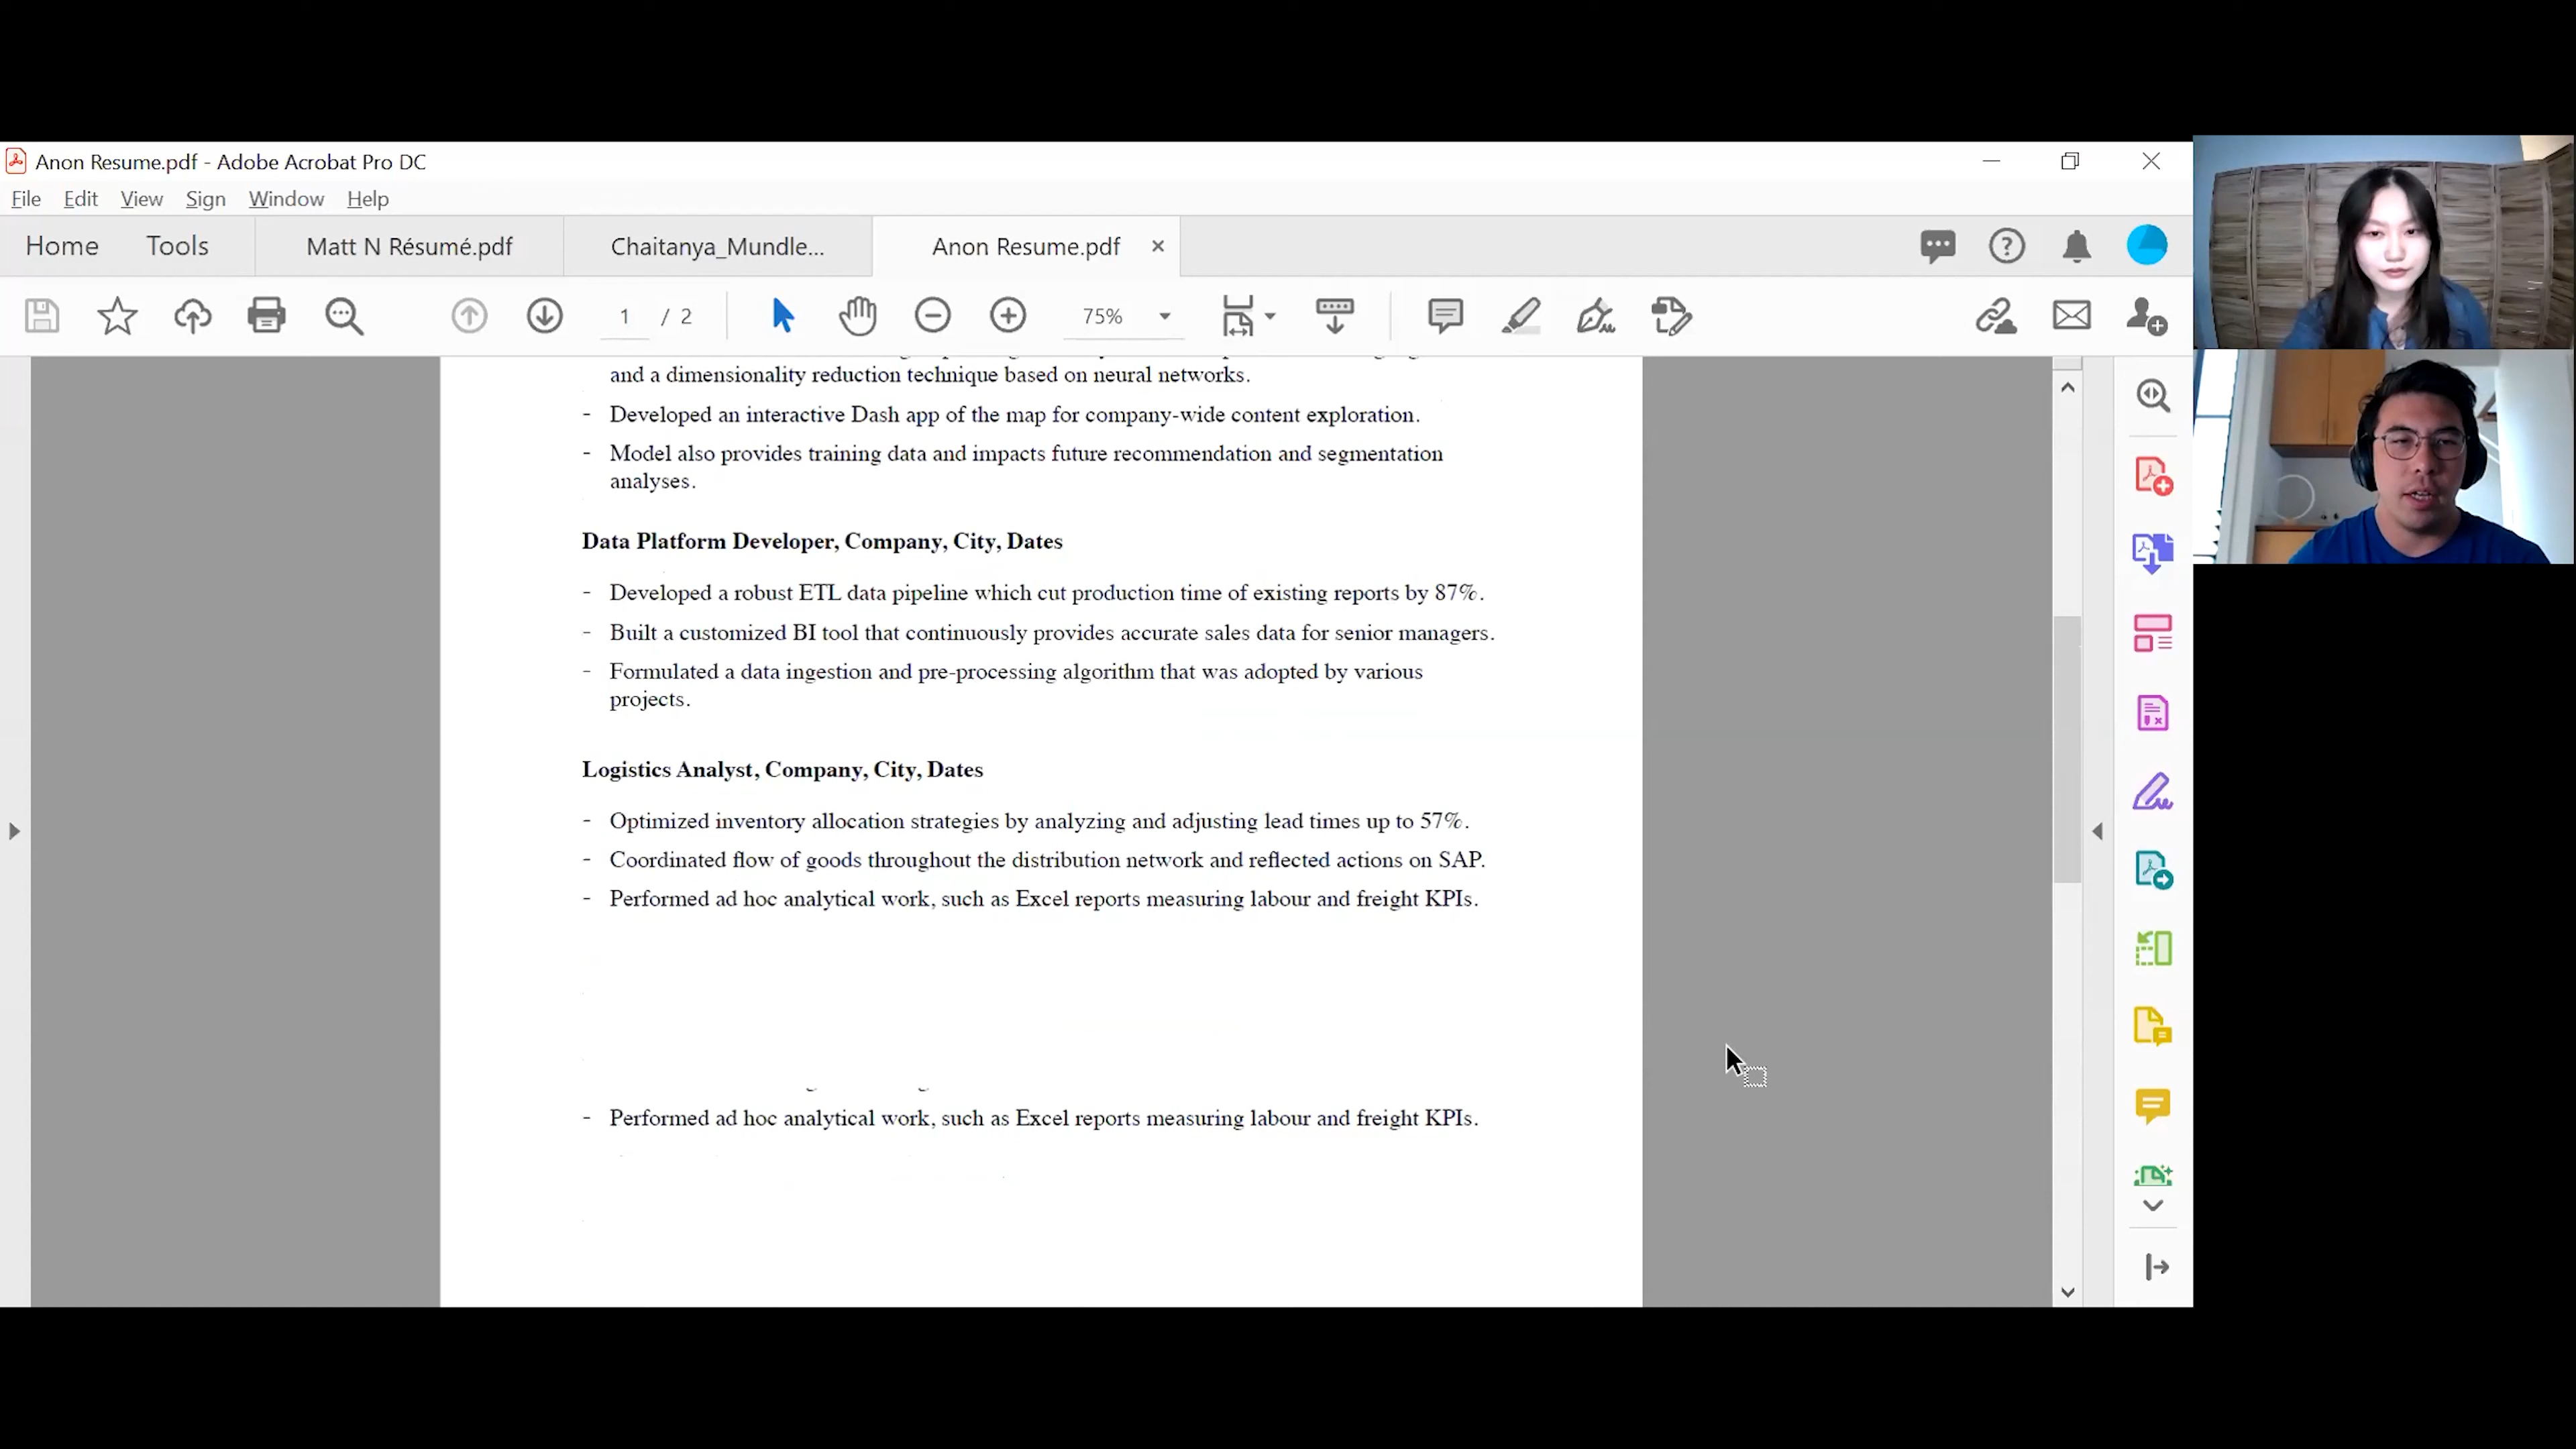 Anon Resume.pdf - Adobe Acrobat Pro DC
File Edit View Sign Window Help
Home Tools Matt N Résumé.pdf Chaitanya_Mundle... Anon Resume.pdf
1 / 2 75%
and a dimensionality reduction technique based on neural networks.
- Developed an interactive Dash app of the map for company-wide content exploration.
- Model also provides training data and impacts future recommendation and segmentation
analyses.
Data Platform Developer, Company, City, Dates
- Developed a robust ETL data pipeline which cut production time of existing reports by 87%.
- Built a customized BI tool that continuously provides accurate sales data for senior managers.
- Formulated a data ingestion and pre-processing algorithm that was adopted by various
projects.
Logistics Analyst, Company, City, Dates
- Optimized inventory allocation strategies by analyzing and adjusting lead times up to 57%.
- Coordinated flow of goods throughout the distribution network and reflected actions on SAP.
- Performed ad hoc analytical work, such as Excel reports measuring labour and freight KPIs.
- Performed ad hoc analytical work, such as Excel reports measuring labour and freight KPIs.